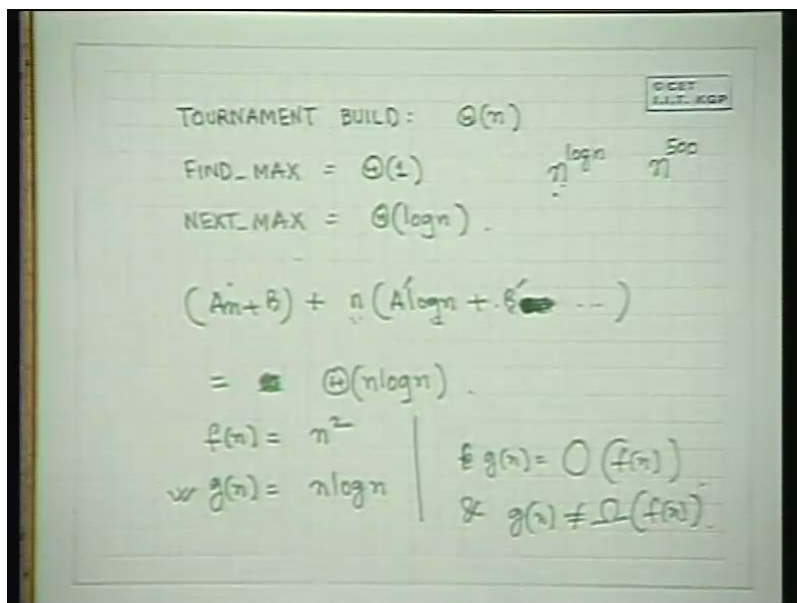 © CET
I.I.T. KGP
TOURNAMENT BUILD: Θ(n)
FIND_MAX = Θ(1) n^logn n^500
NEXT_MAX = Θ(logn).
(An+B) + n(A'logn + B' ...)
= Θ(nlogn).
f(n) = n²
g(n) = nlogn
g(n) = O(f(n))
& g(n) ≠ Ω(f(n)).